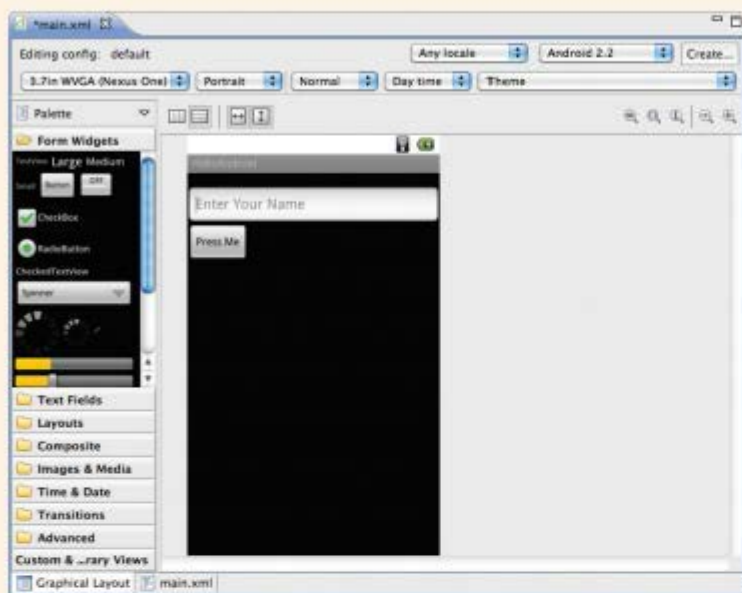 *main.xml
Editing config: default
Any locale
Android 2.2
Create...
3.7in WVGA (Nexus One)
Portrait
Normal
Day time
Theme
Palette
Form Widgets
TextView Large Medium
Small Button OFF
CheckBox
RadioButton
CheckedTextView
Spinner
Enter Your Name
Press Me
Text Fields
Layouts
Composite
Images & Media
Time & Date
Transitions
Advanced
Custom & ...rary Views
Graphical Layout
main.xml